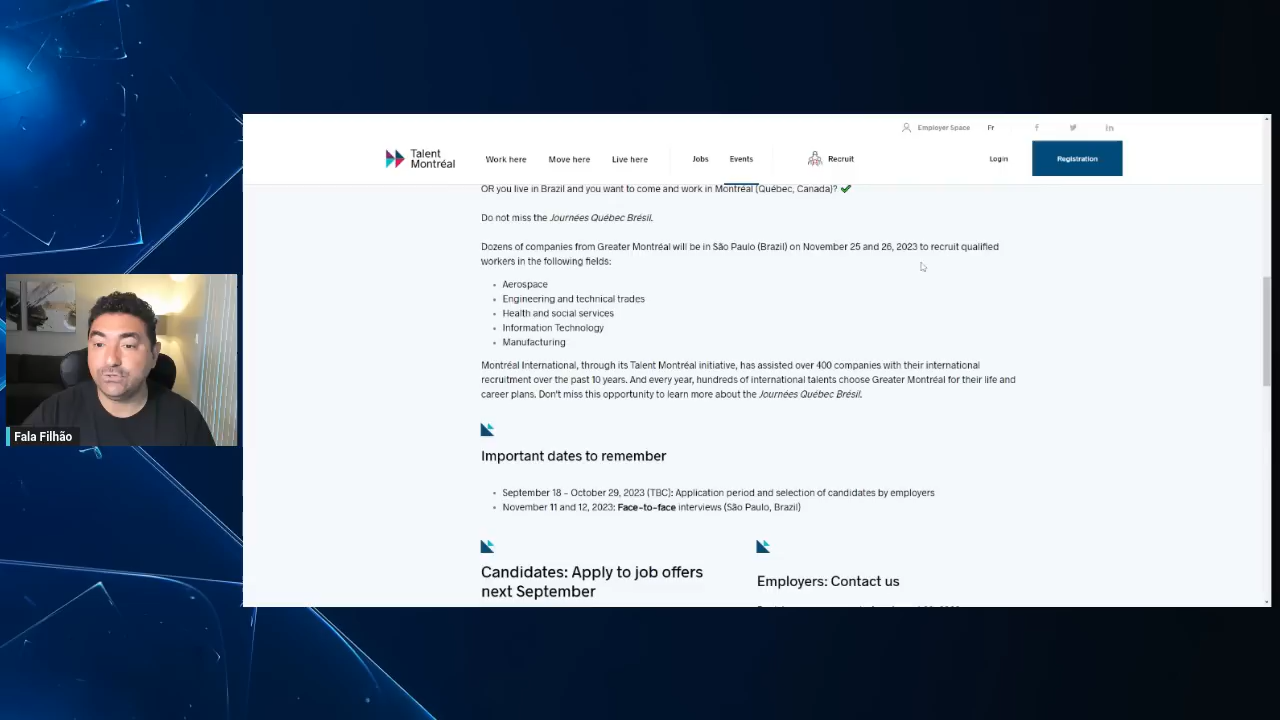 Employer Space Fr
Talent
Montréal
Work here Move here Live here Jobs Events Recruit Login Registration
OR you live in Brazil and you want to come and work in Montréal (Québec, Canada)?
Do not miss the Journées Québec Brésil.
Dozens of companies from Greater Montréal will be in São Paulo (Brazil) on November 25 and 26, 2023 to recruit qualified
workers in the following fields:
Aerospace
Engineering and technical trades
Health and social services
Information Technology
Manufacturing
Montréal International, through its Talent Montréal initiative, has assisted over 400 companies with their international
recruitment over the past 10 years. And every year, hundreds of international talents choose Greater Montréal for their life and
career plans. Don't miss this opportunity to learn more about the Journées Québec Brésil.
Fala Filhão
Important dates to remember
September 18 – October 29, 2023 (TBC): Application period and selection of candidates by employers
November 11 and 12, 2023: Face-to-face interviews (São Paulo, Brazil)
Candidates: Apply to job offers
next September
Employers: Contact us